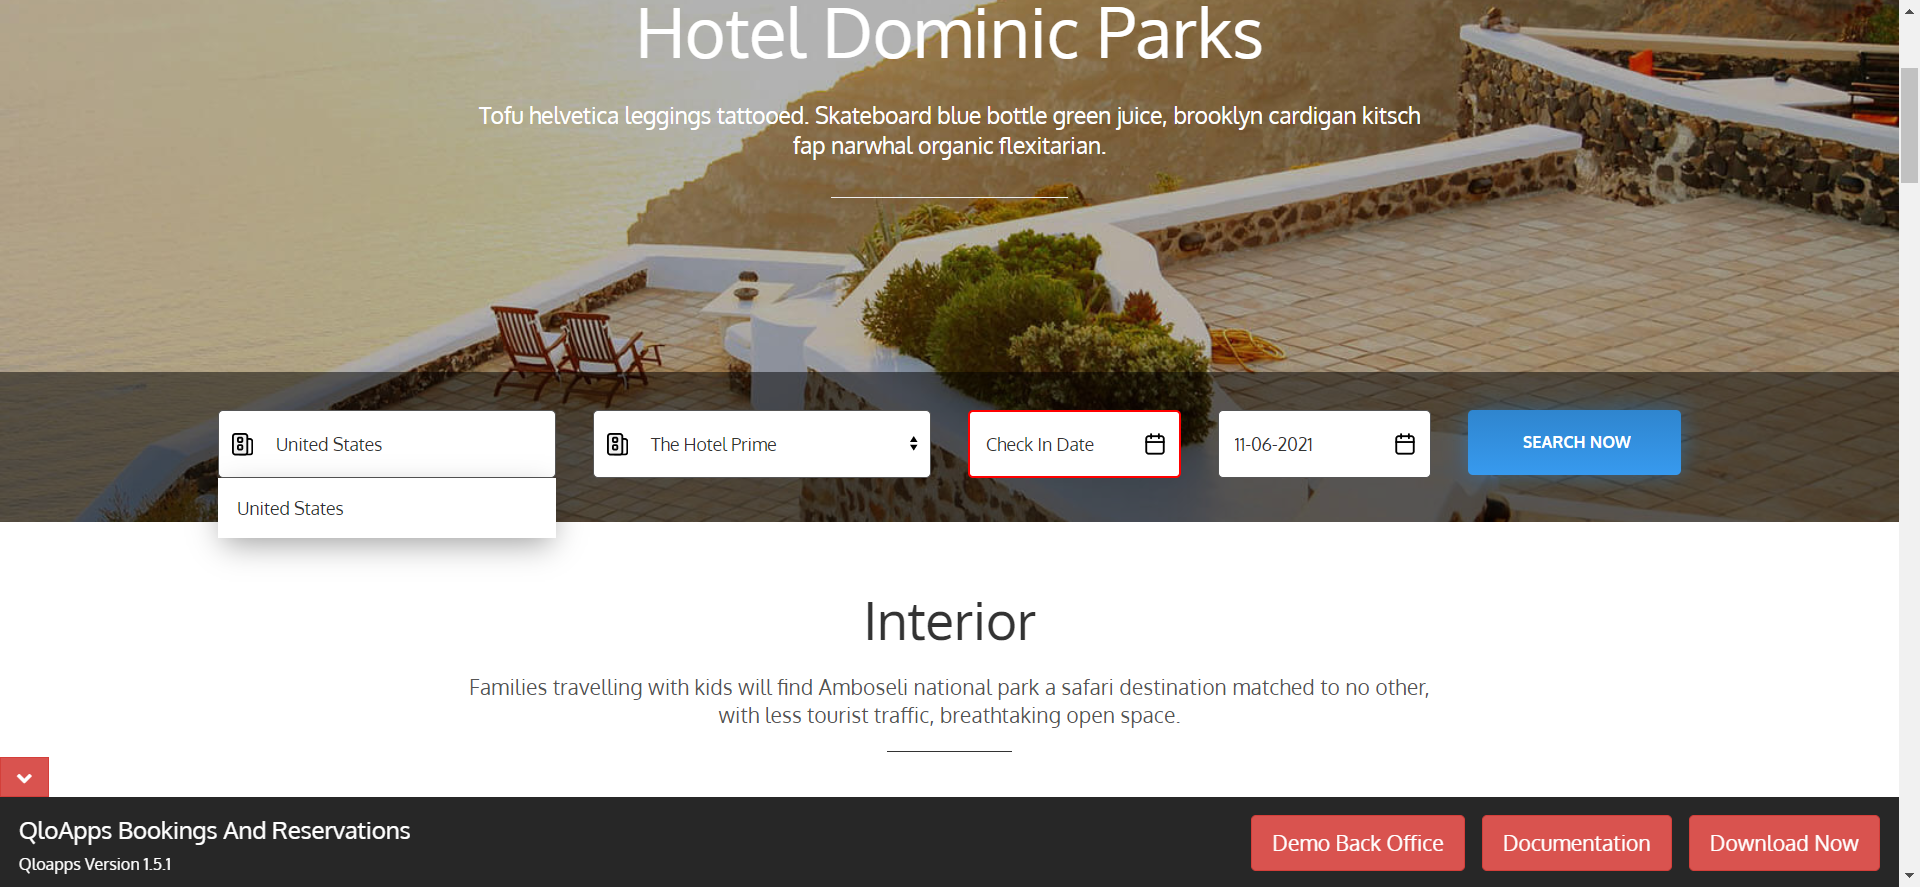 Hotel Dominic Parks
Tofu helvetica leggings tattooed. Skateboard blue bottle green juice, brooklyn cardigan kitsch
fap narwhal organic flexitarian.
United States
The Hotel Prime
Check In Date
11-06-2021
SEARCH NOW
United States
Interior
Families travelling with kids will find Amboseli national park a safari destination matched to no other,
with less tourist traffic, breathtaking open space.
QloApps Bookings And Reservations
Qloapps Version 1.5.1
Demo Back Office
Documentation
Download Now